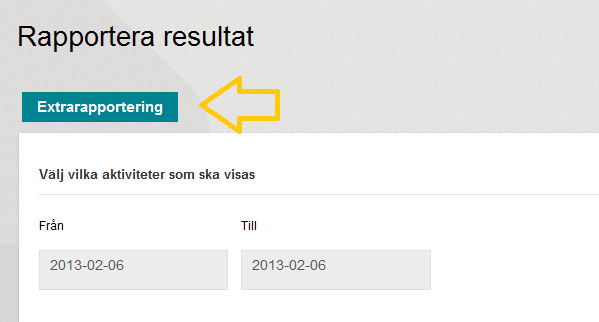 Rapportera resultat
Extrarapportering
Välj vilka aktiviteter som ska visas
Från Till
2013-02-06 2013-02-06